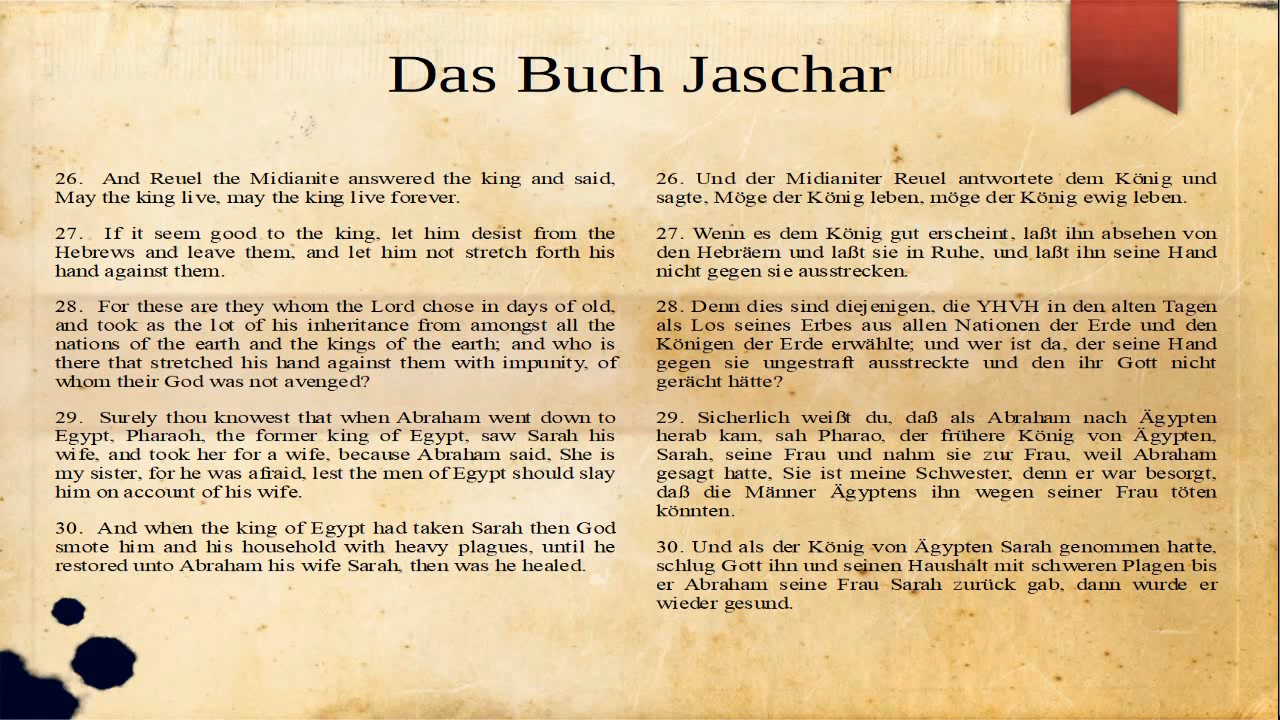 Das Buch Jaschar
26. And Reuel the Midianite answered the king and said,
May the king live, may the king live forever.
27. If it seem good to the king, let him desist from the
Hebrews and leave them, and let him not stretch forth his
hand against them.
28. For these are they whom the Lord chose in days of old,
and took as the lot of his inheritance from amongst all the
nations of the earth and the kings of the earth; and who is
there that stretched his hand against them with impunity, of
whom their God was not avenged?
29. Surely thou knowest that when Abraham went down to
Egypt, Pharaoh, the former king of Egypt, saw Sarah his
wife, and took her for a wife, because Abraham said, She is
my sister, for he was afraid, lest the men of Egypt should slay
him on account of his wife.
30. And when the king of Egypt had taken Sarah then God
smote him and his household with heavy plagues, until he
restored unto Abraham his wife Sarah, then was he healed.
26. Und der Midianiter Reuel antwortete dem König und
sagte, Möge der König leben, möge der König ewig leben.
27. Wenn es dem König gut erscheint, laßt ihn absehen von
den Hebräern und laßt sie in Ruhe, und laßt ihn seine Hand
nicht gegen sie ausstrecken.
28. Denn dies sind diejenigen, die YHVH in den alten Tagen
als Los seines Erbes aus allen Nationen der Erde und den
Königen der Erde erwählte; und wer ist da, der seine Hand
gegen sie ungestraft ausstreckte und den ihr Gott nicht
gerächt hätte?
29. Sicherlich weißt du, daß als Abraham nach Ägypten
herab kam, sah Pharao, der frühere König von Ägypten,
Sarah, seine Frau und nahm sie zur Frau, weil Abraham
gesagt hatte, Sie ist meine Schwester, denn er war besorgt,
daß die Männer Ägyptens ihn wegen seiner Frau töten
könnten.
30. Und als der König von Ägypten Sarah genommen hatte,
schlug Gott ihn und seinen Haushalt mit schweren Plagen bis
er Abraham seine Frau Sarah zurück gab, dann wurde er
wieder gesund.